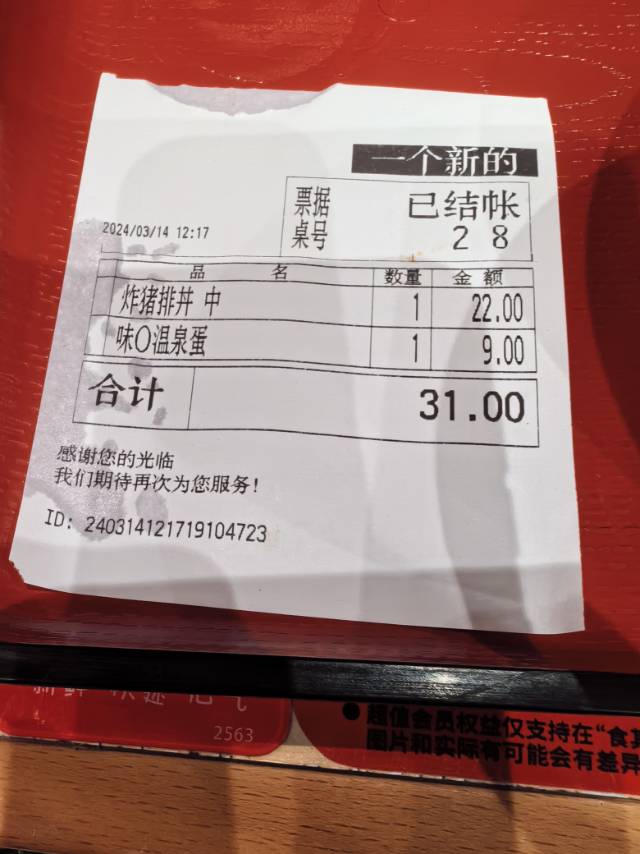 一个新的
票据 已结帐
2024/03/14 12:17 桌号 28
品 名 数量 金额
炸猪排丼 中 1 22.00
味〇温泉蛋 1 9.00
合计 31.00
感谢您的光临
我们期待再次为您服务!
ID: 240314121719104723
2563
●超值会员权益仅支持在“食其
图片和实际有可能会有差异